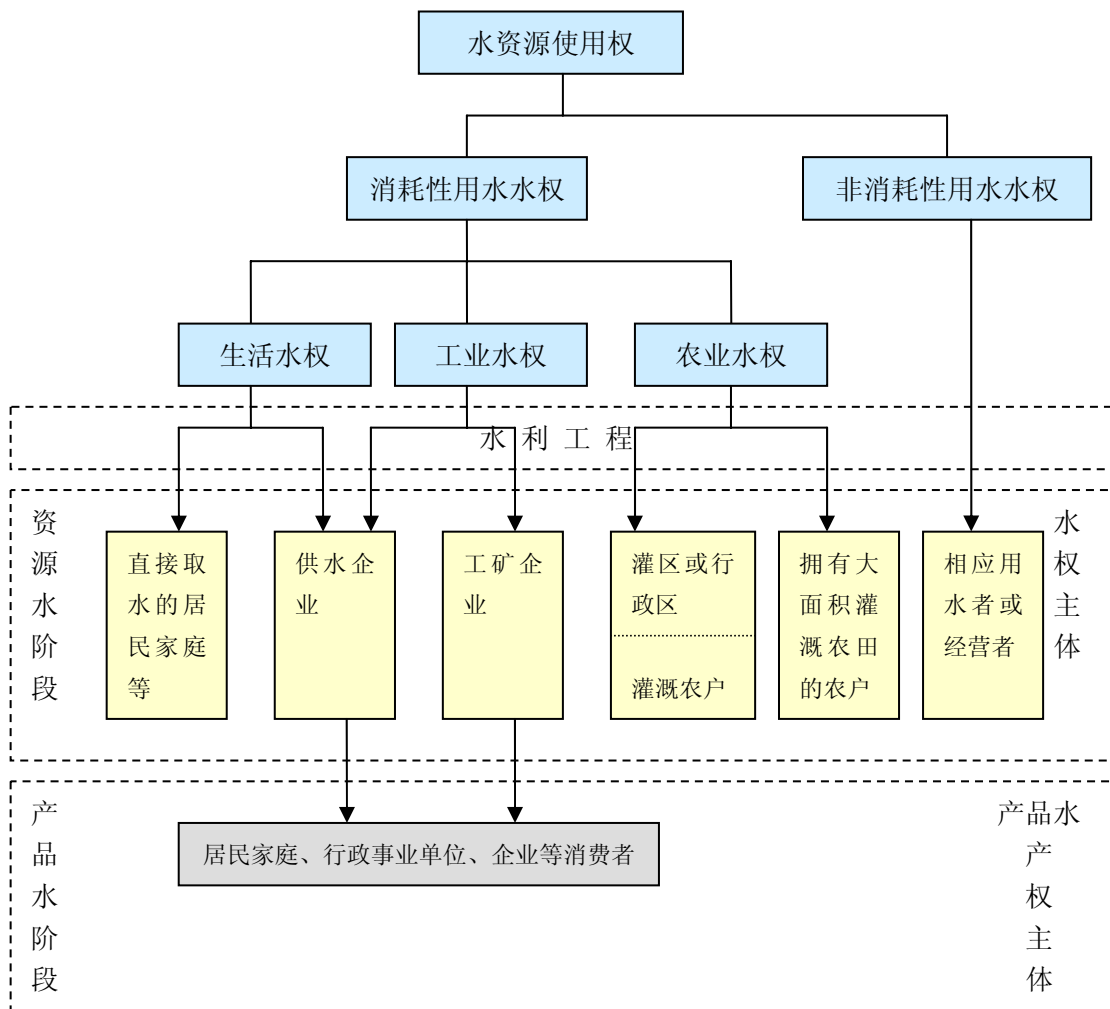 水资源使用权
消耗性用水水权
非消耗性用水水权
生活水权
工业水权
农业水权
水利工程
资源水阶段
直接取
水的居
民家庭
等
供水企
业
工矿企
业
灌区或行
政区
灌溉农户
拥有大
面积灌
溉农田
的农户
相应用
水者或
经营者
水权主体
产品水阶段
居民家庭、行政事业单位、企业等消费者
产品水
产
权
主
体